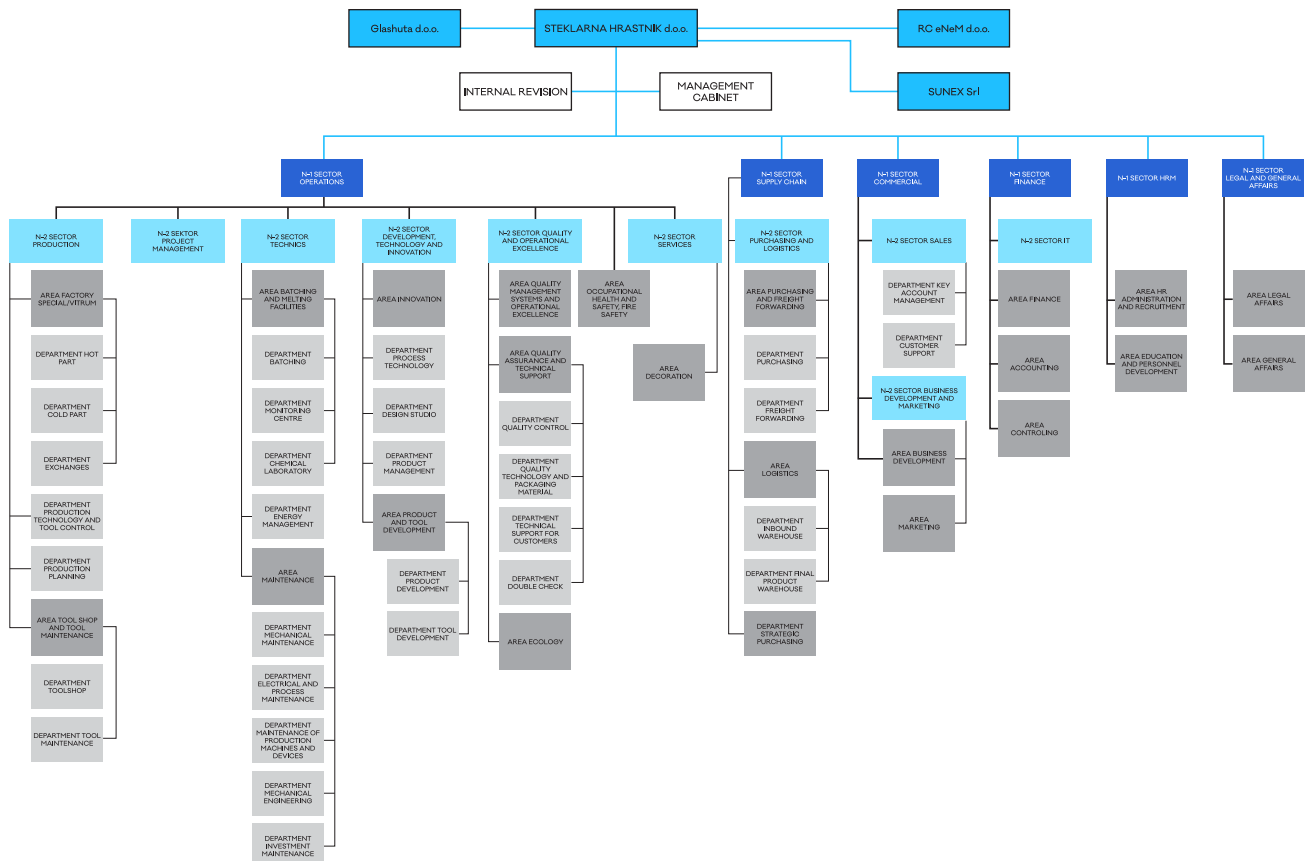 Glashuta d.o.o.
STEKLARNA HRASTNIK d.o.o.
RC eNeM d.o.o.
INTERNAL REVISION
MANAGEMENT
CABINET
SUNEX Srl
N-1 SECTOR
OPERATIONS
N-1 SECTOR
SUPPLY CHAIN
N-1 SECTOR
COMMERCIAL
N-1 SECTOR
FINANCE
N-1 SECTOR HRM
N-1 SECTOR
LEGAL AND GENERAL
AFFAIRS
N-2 SECTOR
PRODUCTION
N-2 SEKTOR
PROJECT
MANAGEMENT
N-2 SECTOR
TECHNICS
N-2 SECTOR
DEVELOPMENT,
TECHNOLOGY AND
INNOVATION
N-2 SECTOR QUALITY
AND OPERATIONAL
EXCELLENCE
N-2 SECTOR
SERVICES
N-2 SECTOR
PURCHASING AND
LOGISTICS
N-2 SECTOR SALES
N-2 SECTOR IT
AREA FACTORY
SPECIAL/VITRUM
DEPARTMENT HOT
PART
DEPARTMENT
COLD PART
DEPARTMENT
EXCHANGES
DEPARTMENT
PRODUCTION
TECHNOLOGY AND
TOOL CONTROL
DEPARTMENT
PRODUCTION
PLANNING
AREA TOOL SHOP
AND TOOL
MAINTENANCE
DEPARTMENT
TOOLSHOP
DEPARTMENT TOOL
MAINTENANCE
AREA BATCHING
AND MELTING
FACILITIES
DEPARTMENT
BATCHING
DEPARTMENT
MONITORING
CENTRE
DEPARTMENT
CHEMICAL
LABORATORY
DEPARTMENT
ENERGY
MANAGEMENT
AREA
MAINTENANCE
DEPARTMENT
MECHANICAL
MAINTENANCE
DEPARTMENT
ELECTRICAL AND
PROCESS
MAINTENANCE
DEPARTMENT
MAINTENANCE OF
PRODUCTION
MACHINES AND
DEVICES
DEPARTMENT
MECHANICAL
ENGINEERING
DEPARTMENT
INVESTMENT
MAINTENANCE
AREA INNOVATION
DEPARTMENT
PROCESS
TECHNOLOGY
DEPARTMENT
DESIGN STUDIO
DEPARTMENT
PRODUCT
MANAGEMENT
AREA PRODUCT
AND TOOL
DEVELOPMENT
DEPARTMENT
PRODUCT
DEVELOPMENT
DEPARTMENT TOOL
DEVELOPMENT
AREA QUALITY
MANAGEMENT
SYSTEMS AND
OPERATIONAL
EXCELLENCE
AREA QUALITY
ASSURANCE AND
TECHNICAL
SUPPORT
DEPARTMENT
QUALITY CONTROL
DEPARTMENT
QUALITY
TECHNOLOGY AND
PACKAGING
MATERIAL
DEPARTMENT
TECHNICAL
SUPPORT FOR
CUSTOMERS
DEPARTMENT
DOUBLE CHECK
AREA ECOLOGY
AREA
OCCUPATIONAL
HEALTH AND
SAFETY, FIRE
SAFETY
AREA
DECORATION
AREA PURCHASING
AND FREIGHT
FORWARDING
DEPARTMENT
PURCHASING
DEPARTMENT
FREIGHT
FORWARDING
AREA
LOGISTICS
DEPARTMENT
INBOUND
WAREHOUSE
DEPARTMENT FINAL
PRODUCT
WAREHOUSE
DEPARTMENT
STRATEGIC
PURCHASING
DEPARTMENT KEY
ACCOUNT
MANAGEMENT
DEPARTMENT
CUSTOMER
SUPPORT
N-2 SECTOR BUSINESS
DEVELOPMENT AND
MARKETING
AREA BUSINESS
DEVELOPMENT
AREA
MARKETING
AREA FINANCE
AREA
ACCOUNTING
AREA
CONTROLING
AREA HR
ADMINISTRATION
AND RECRUITMENT
AREA EDUCATION
AND PERSONNEL
DEVELOPMENT
AREA LEGAL
AFFAIRS
AREA GENERAL
AFFAIRS